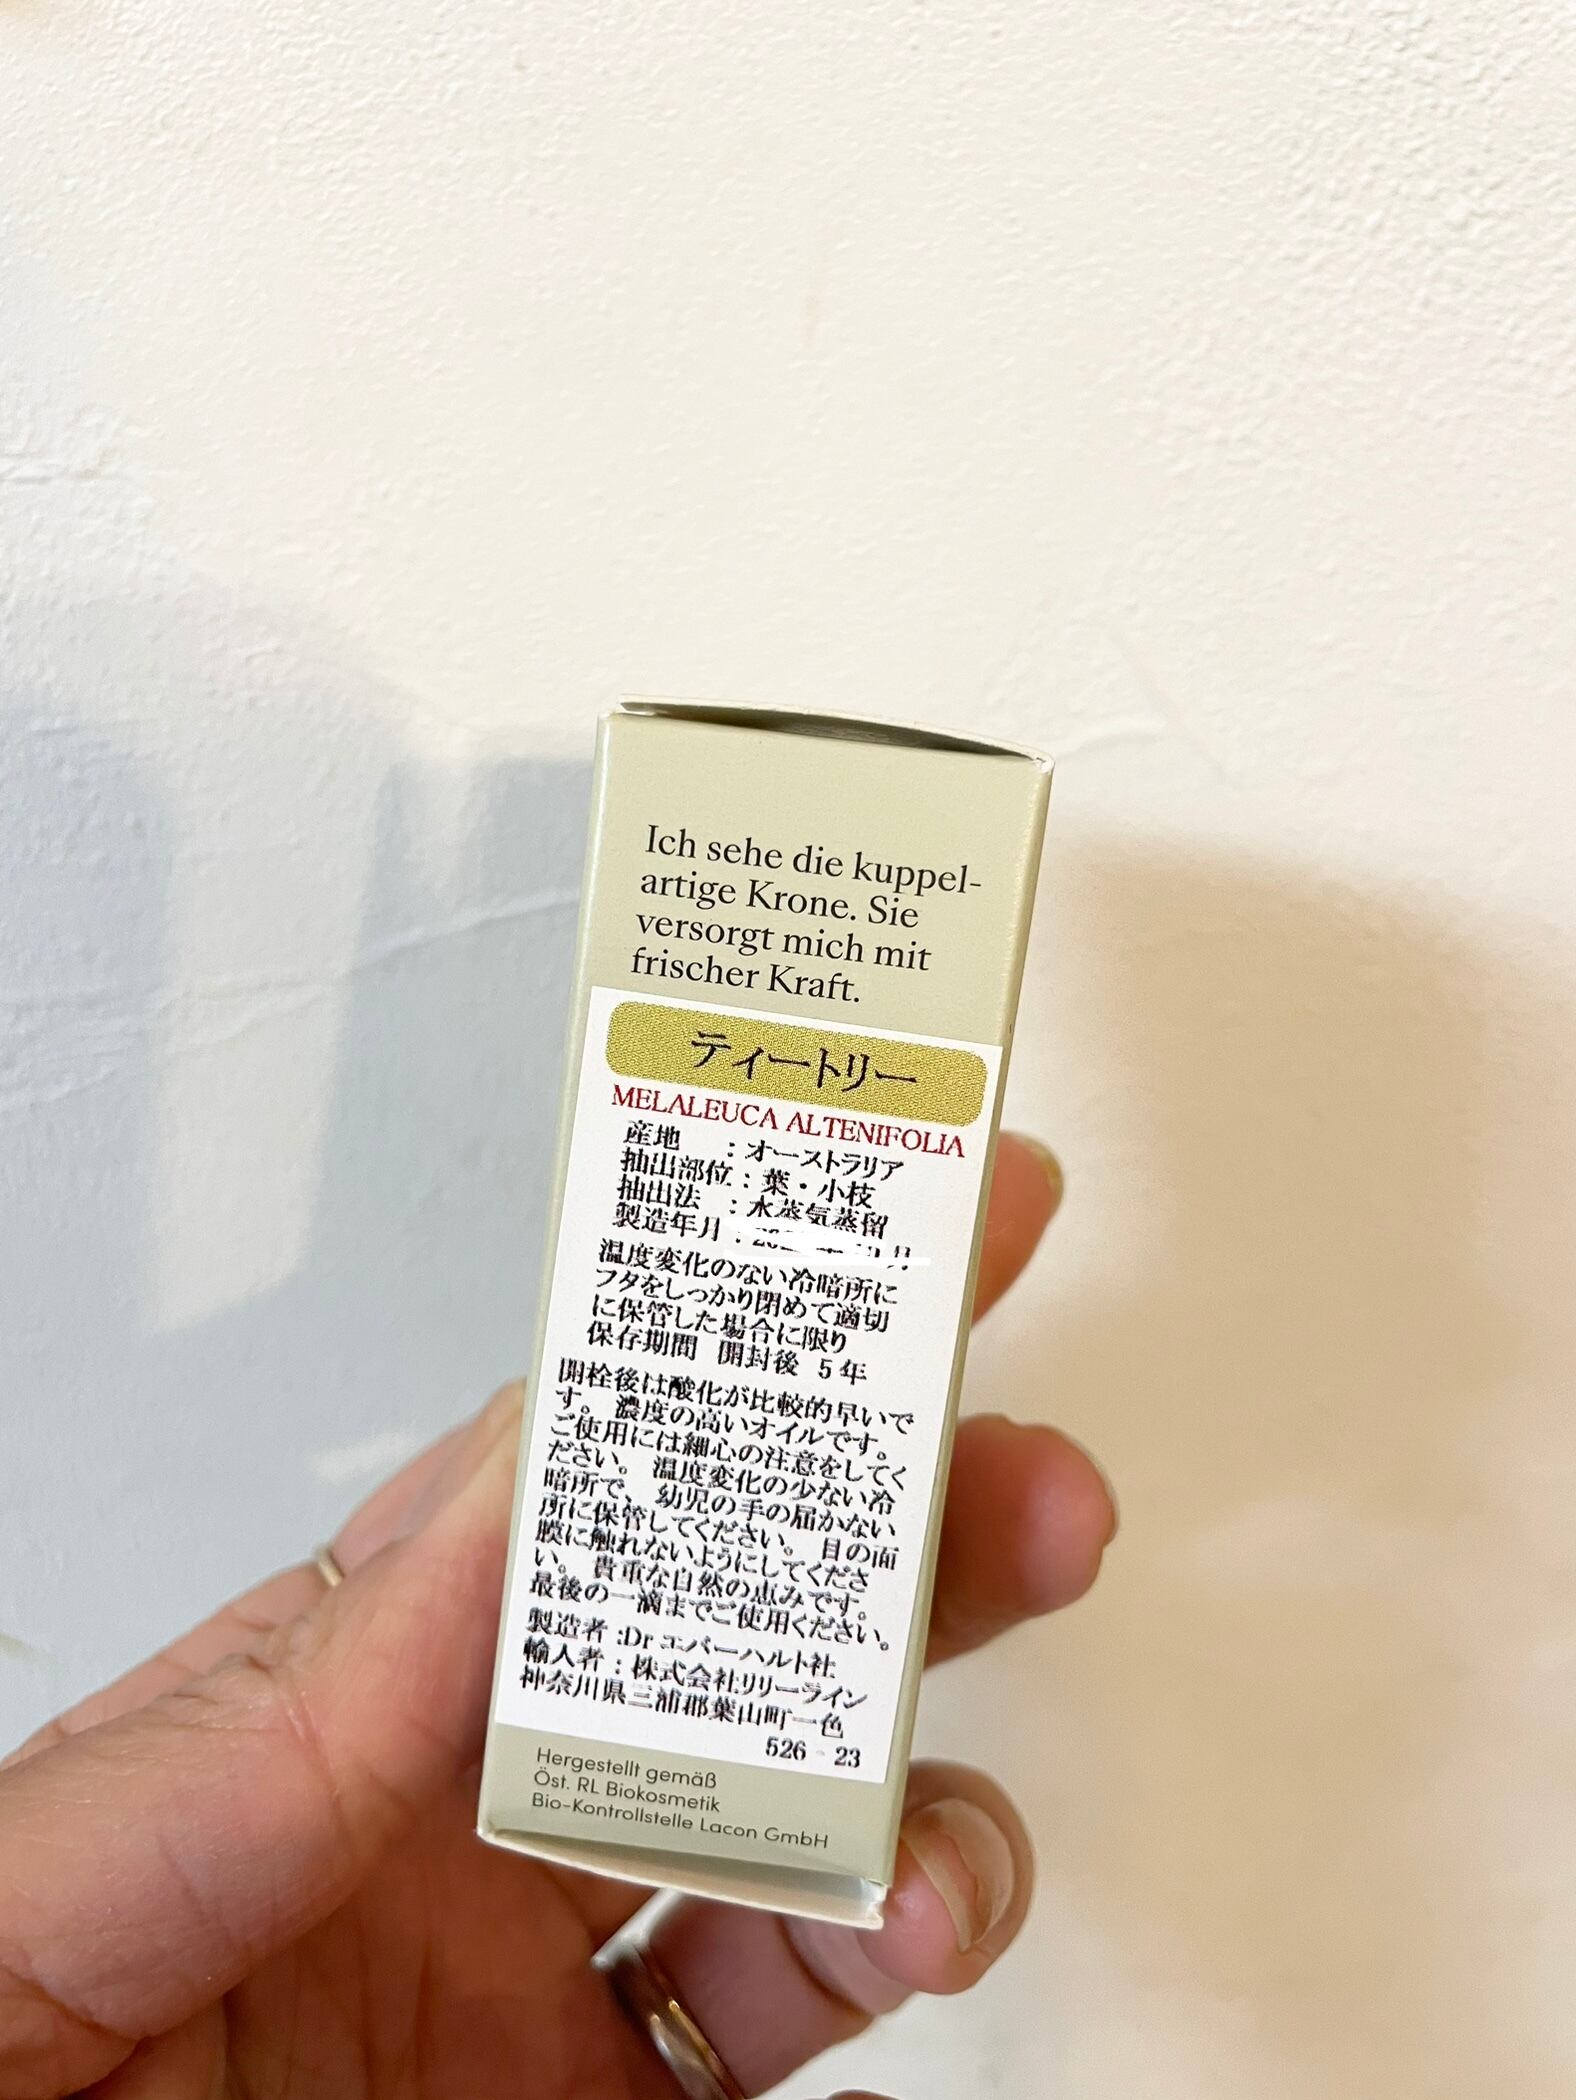 Ich sehe die kuppel-
artige Krone. Sie
versorgt mich mit
frischer Kraft.
ティートリー
MELALEUCA ALTENIFOLIA
産地　：オーストラリア
抽出部位：葉・小枝
抽出法　：水蒸気蒸留
製造年月：
温度変化のない冷暗所に
フタをしっかり閉めて適切
に保管した場合に限り
保存期間　開封後 5年
開栓後は酸化が比較的早いで
す。 濃度の高いオイルです。
ご使用には細心の注意をしてく
ださい。 温度変化の少ない冷
暗所で、 幼児の手の届かない
所に保管してください。 目の面
膜に触れないようにしてくださ
い。 貴重な自然の恵みです。
最後の一滴までご使用ください。
製造者:Drエバーハルト社
輸入者：株式会社リリーライン
神奈川県三浦郡葉山町一色
526-23
Hergestellt gemäß
Öst. RL Biokosmetik
Bio-Kontrollstelle Lacon GmbH